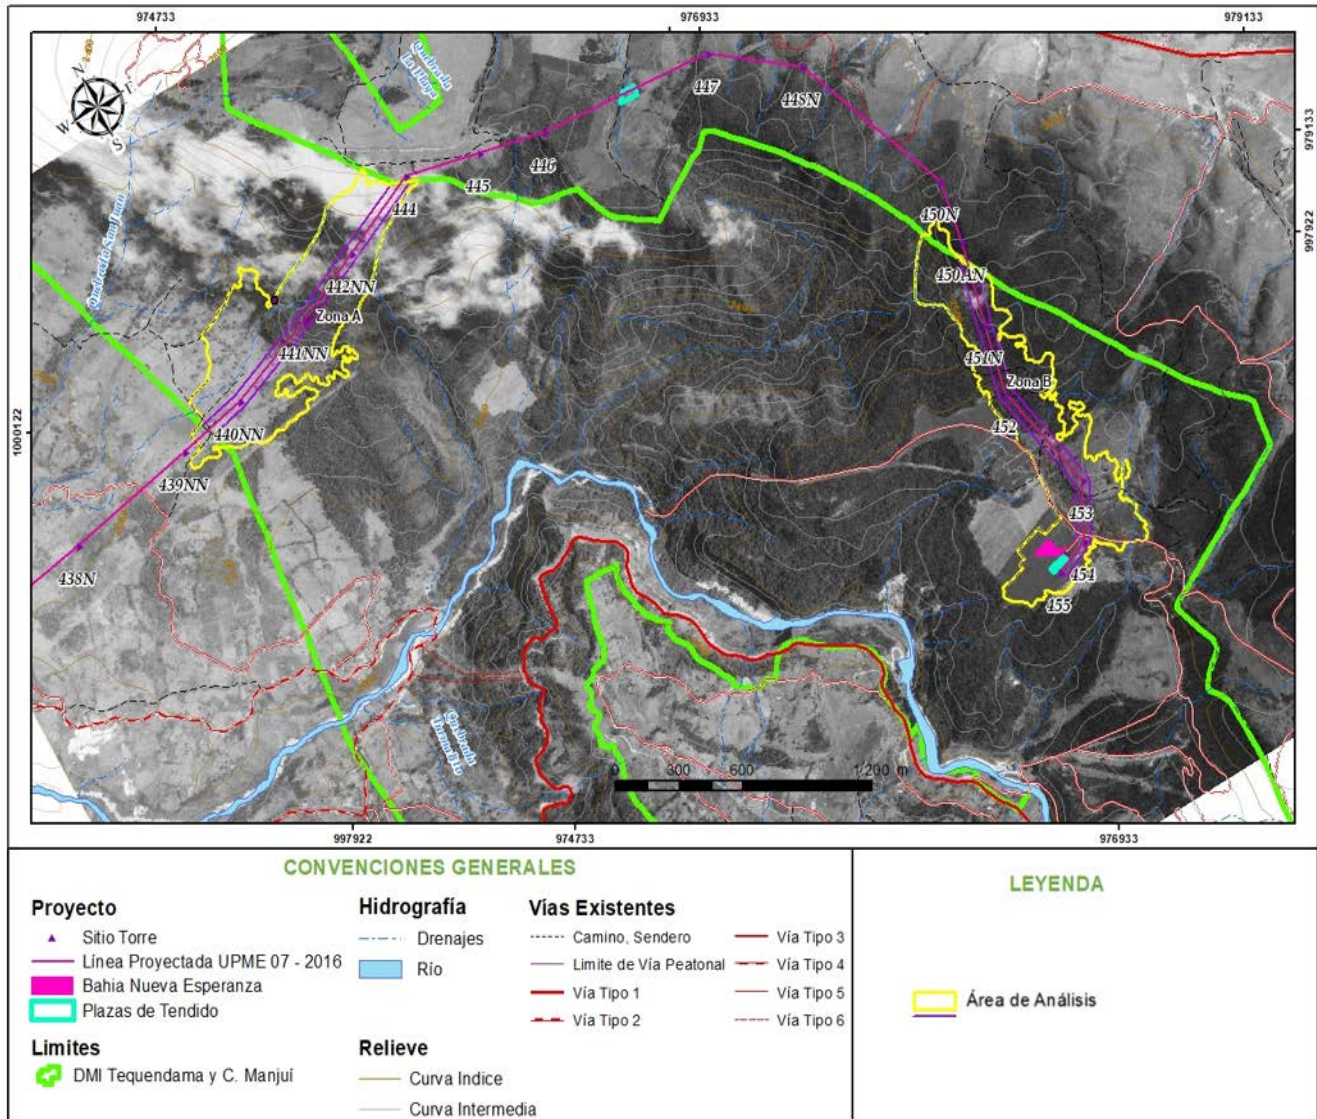 974733
976933
979133
N
E
W
S
Quebrada
La Playa
Quebrada San Juan
447
448N
446
445
444
979133
450N
997922
450AN
442NN
Zona A
441NN
451N
Zona B
452
1000122
440NN
439NN
453
438N
454
455
0 300 600 1.200 m
997922
974733
976933
CONVENCIONES GENERALES
Proyecto
Sitio Torre
Línea Proyectada UPME 07 - 2016
Bahia Nueva Esperanza
Plazas de Tendido
Limites
DMI Tequendama y C. Manjuí
Hidrografía
Drenajes
Río
Relieve
Curva Indice
Curva Intermedia
Vías Existentes
Camino, Sendero
Limite de Vía Peatonal
Vía Tipo 1
Vía Tipo 2
Vía Tipo 3
Vía Tipo 4
Vía Tipo 5
Vía Tipo 6
LEYENDA
Área de Análisis